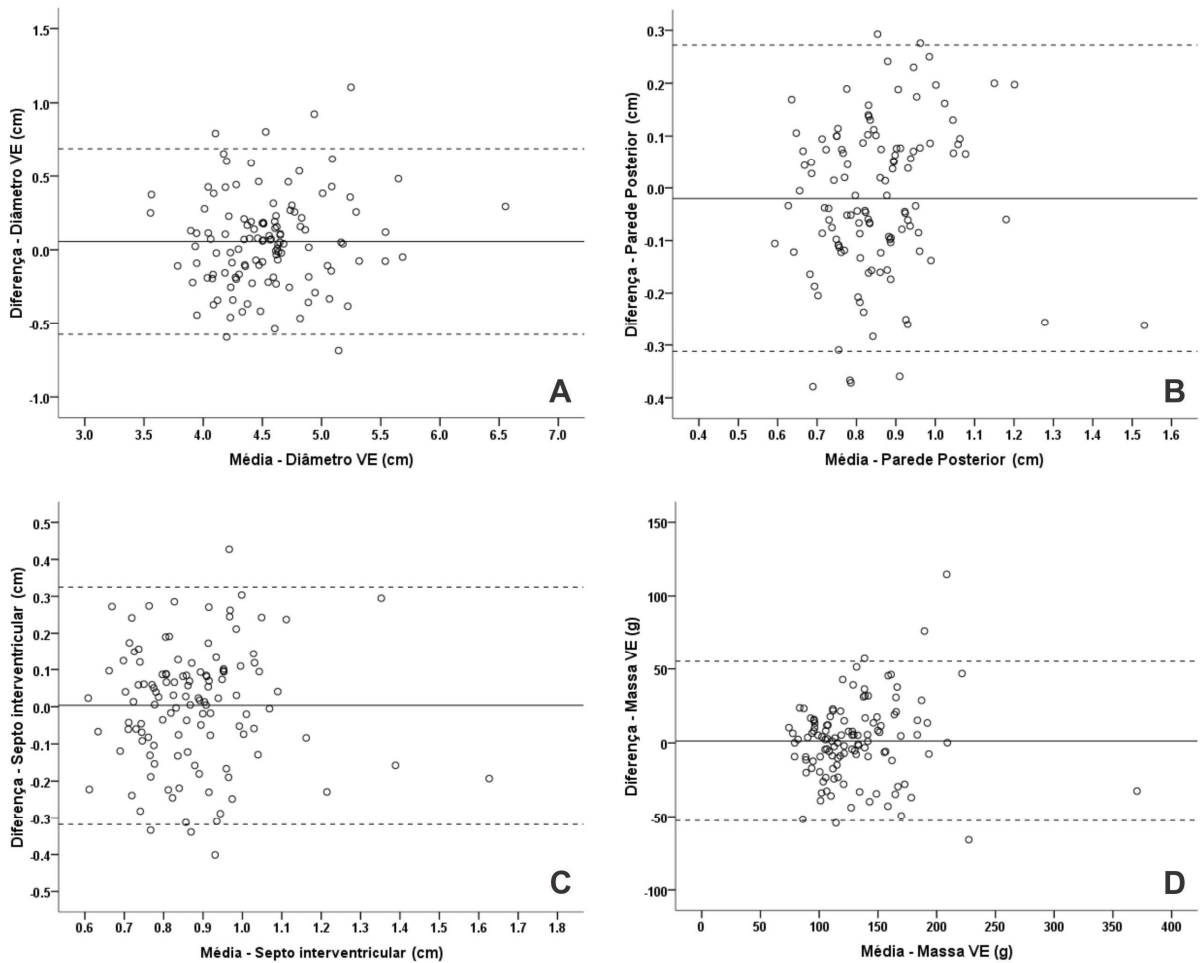 1.5
1.0
0.5
0.0
-0.5
-1.0
Diferença - Diâmetro VE (cm)
A
3.0 3.5 4.0 4.5 5.0 5.5 6.0 6.5 7.0
Média - Diâmetro VE (cm)
0.3
0.2
0.1
0.0
-0.1
-0.2
-0.3
-0.4
Diferença - Parede Posterior (cm)
B
0.4 0.5 0.6 0.7 0.8 0.9 1.0 1.1 1.2 1.3 1.4 1.5 1.6
Média - Parede Posterior (cm)
0.5
0.4
0.3
0.2
0.1
0.0
-0.1
-0.2
-0.3
-0.4
-0.5
Diferença - Septo interventricular (cm)
C
0.6 0.7 0.8 0.9 1.0 1.1 1.2 1.3 1.4 1.5 1.6 1.7 1.8
Média - Septo interventricular (cm)
150
100
50
0
-50
-100
Diferença - Massa VE (g)
D
0 50 100 150 200 250 300 350 400
Média - Massa VE (g)